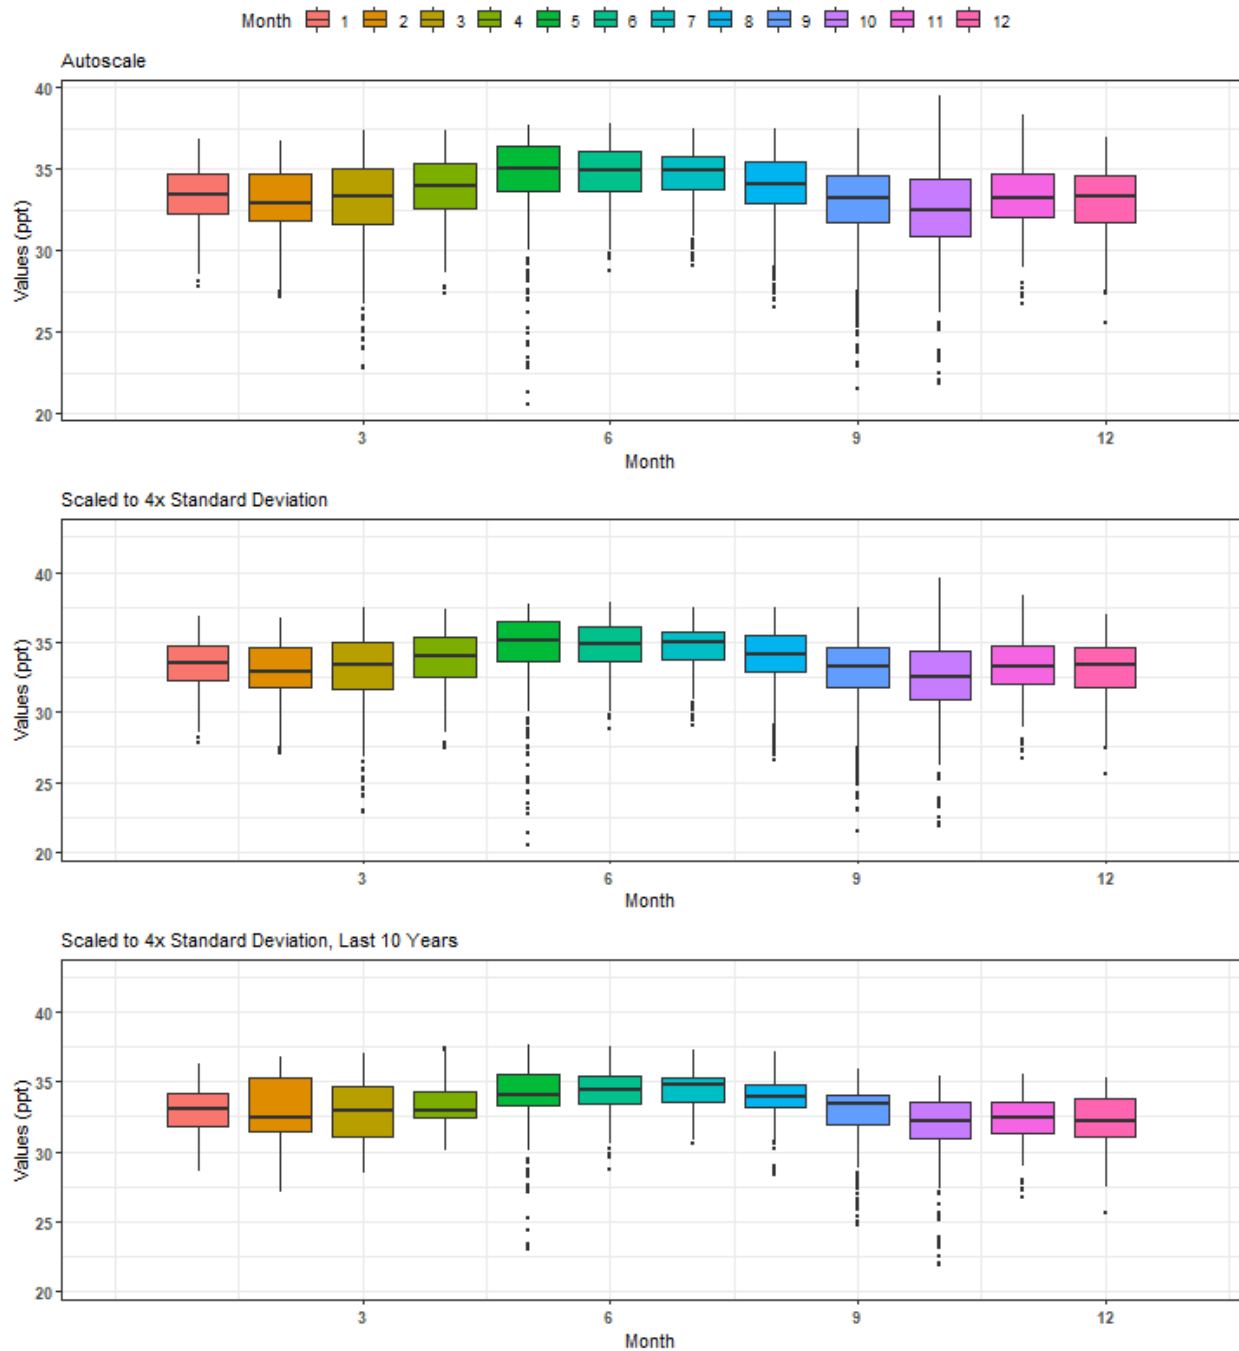 Month 1 2 3 4 5 6 7 8 9 10 11 12
Autoscale
Values (ppt)
40
35
30
25
20
3 6 9 12
Month
Scaled to 4x Standard Deviation
Values (ppt)
40
35
30
25
20
3 6 9 12
Month
Scaled to 4x Standard Deviation, Last 10 Years
Values (ppt)
40
35
30
25
20
3 6 9 12
Month